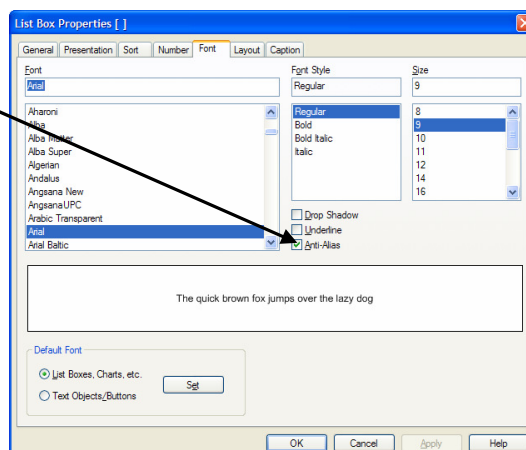 List Box Properties [ ]
General Presentation Sort Number Font Layout Caption
Font Font Style Size
Arial Regular 9
Aharoni Regular 8
Alba Bold 9
Alba Matter Bold Italic 10
Alba Super Italic 11
Algerian 12
Andalus 14
Angsana New 16
AngsanaUPC
Arabic Transparent
Arial
Arial Baltic
Drop Shadow
Underline
Anti-Alias
The quick brown fox jumps over the lazy dog
Default Font
List Boxes, Charts, etc.
Set
Text Objects/Buttons
OK Cancel Apply Help